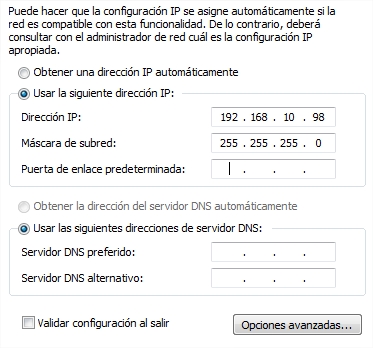 Puede hacer que la configuración IP se asigne automáticamente si la
red es compatible con esta funcionalidad. De lo contrario, deberá
consultar con el administrador de red cuál es la configuración IP
apropiada.
Obtener una dirección IP automáticamente
Usar la siguiente dirección IP:
Dirección IP: 192 . 168 . 10 . 98
Máscara de subred: 255 . 255 . 255 . 0
Puerta de enlace predeterminada: . . .
Obtener la dirección del servidor DNS automáticamente
Usar las siguientes direcciones de servidor DNS:
Servidor DNS preferido: . . .
Servidor DNS alternativo: . . .
Validar configuración al salir Opciones avanzadas...